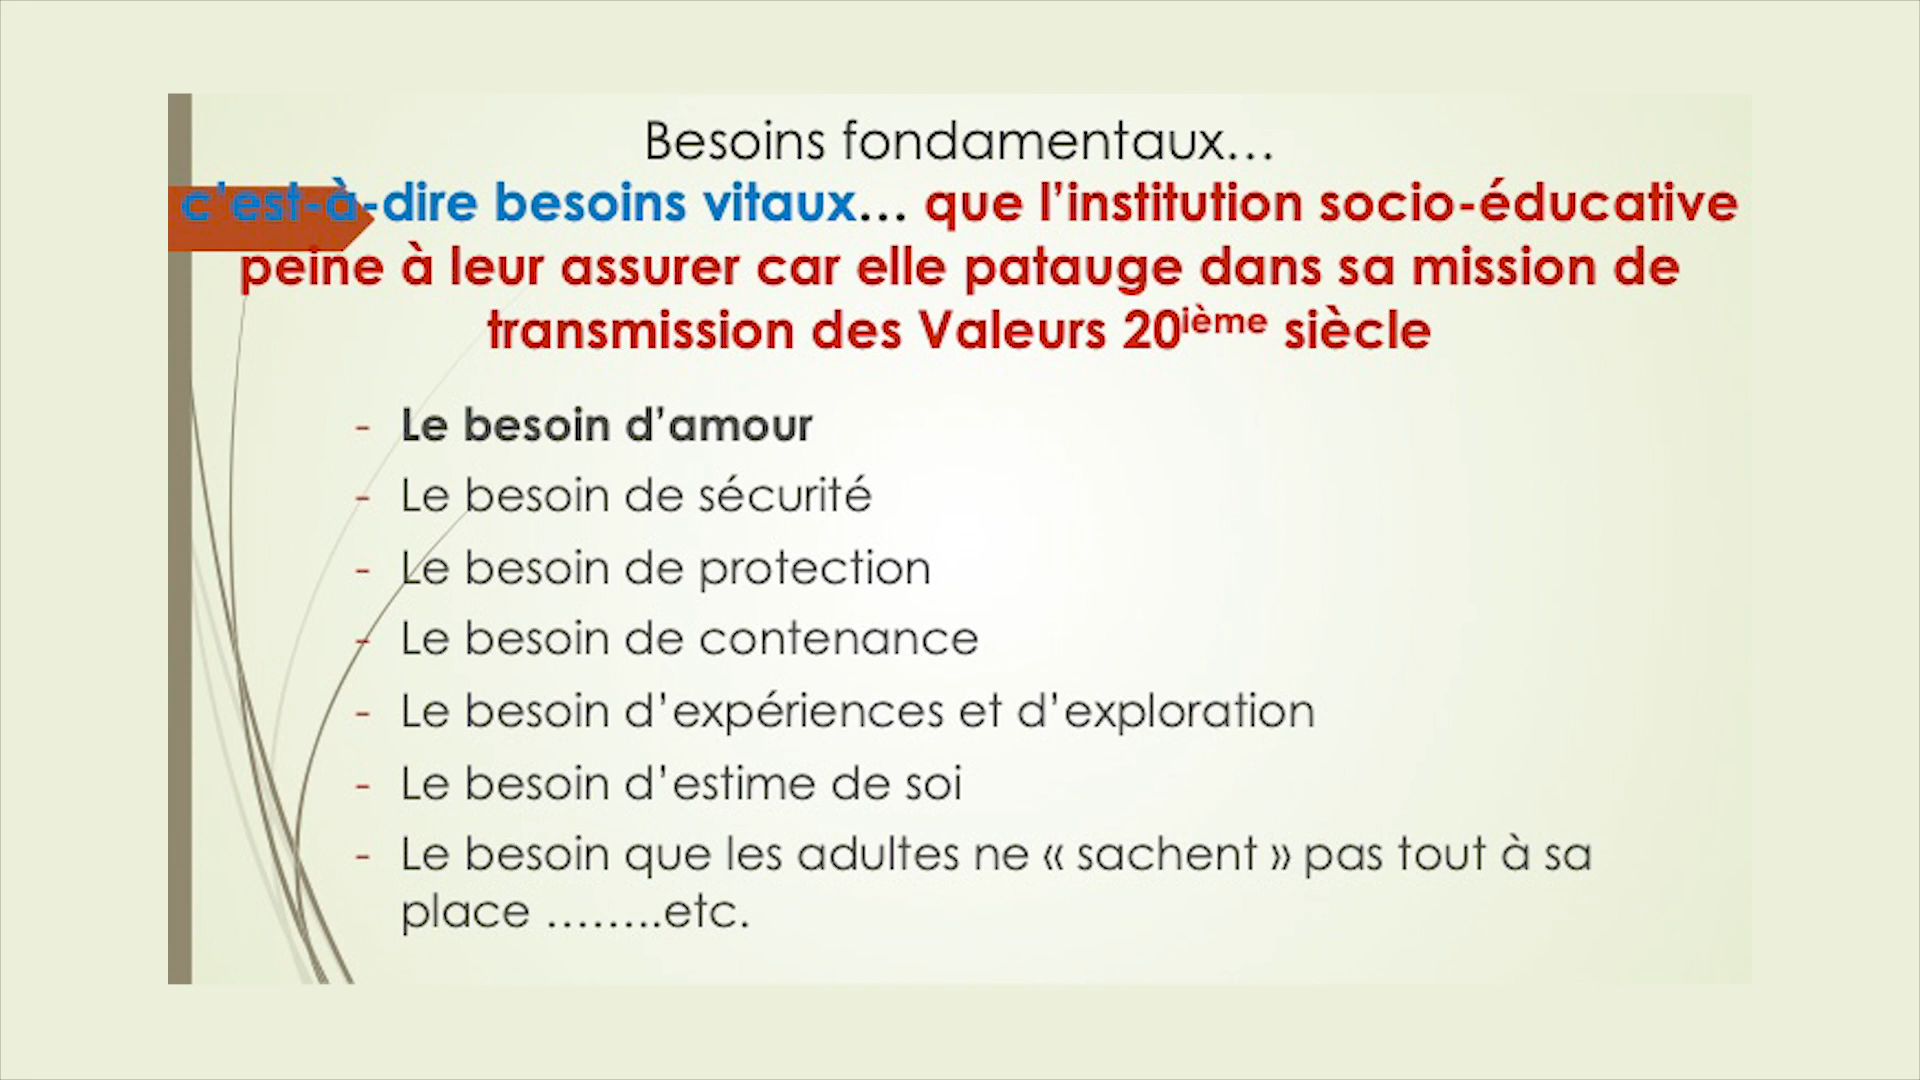 Besoins fondamentaux…
c’est-à-dire besoins vitaux… que l’institution socio-éducative
peine à leur assurer car elle patauge dans sa mission de
transmission des Valeurs 20ième siècle
- Le besoin d’amour
- Le besoin de sécurité
- Le besoin de protection
- Le besoin de contenance
- Le besoin d’expériences et d’exploration
- Le besoin d’estime de soi
- Le besoin que les adultes ne « sachent » pas tout à sa
place ……..etc.